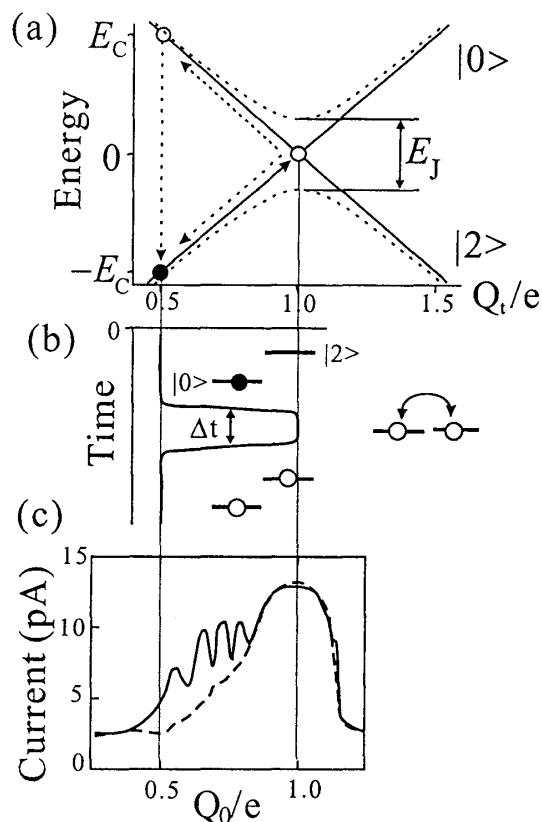 (a)
E_C
|0>
0
E_J
Energy
|2>
−E_C
0.5
1.0
1.5
Q_t/e
(b)
0
|2>
|0>
Time
Δt
(c)
15
10
5
0
Current (pA)
0.5
1.0
Q_0/e